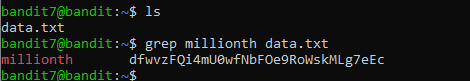 bandit7@bandit:~$ ls
data.txt
bandit7@bandit:~$ grep millionth data.txt
millionth       dfwvzFQi4mU0wfNbFOe9RoWskMLg7eEc
bandit7@bandit:~$